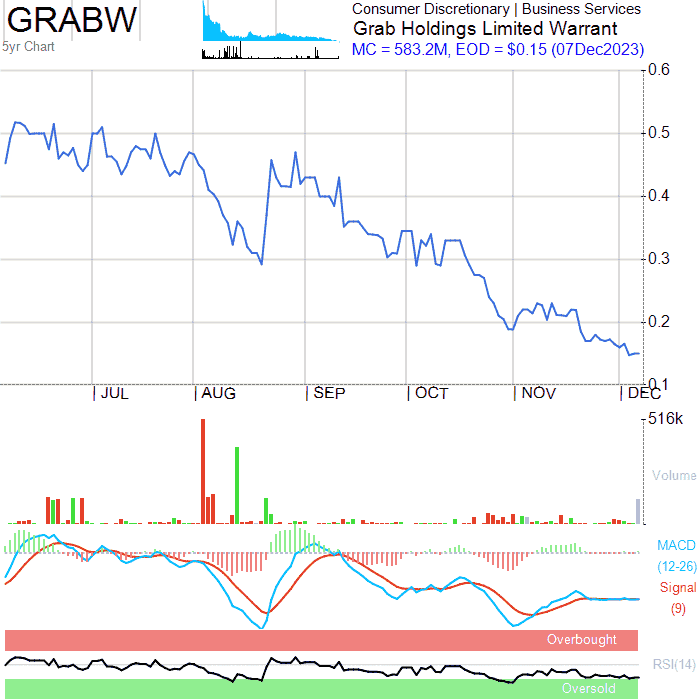 GRABW
5yr Chart
Consumer Discretionary | Business Services
Grab Holdings Limited Warrant
MC = 583.2M, EOD = $0.15 (07Dec2023)
0.6
0.5
0.4
0.3
0.2
0.1
JUL AUG SEP OCT NOV DEC
516k
Volume
MACD
(12-26)
Signal
(9)
Overbought
RSI(14)
Oversold